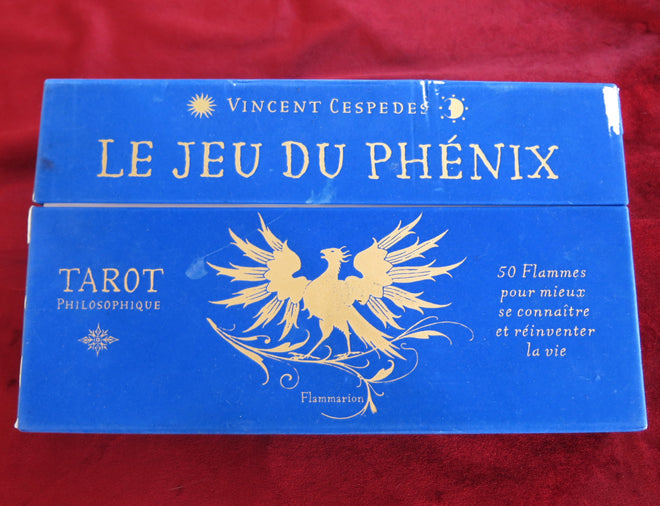 VINCENT CESPEDES
LE JEU DU PHÉNIX
TAROT
PHILOSOPHIQUE
50 Flammes
pour mieux
se connaître
et réinventer
la vie
Flammarion